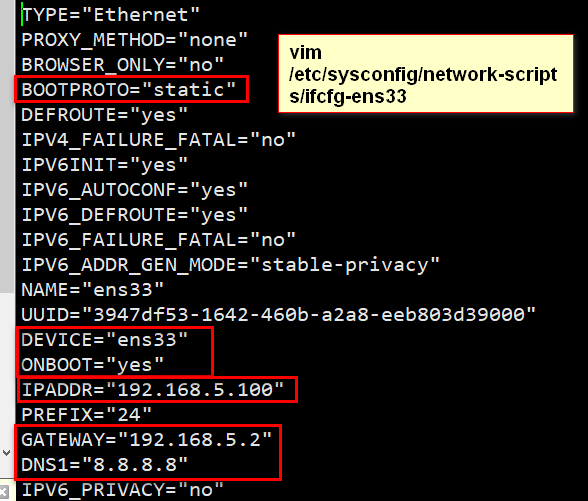 TYPE="Ethernet"
PROXY_METHOD="none"
BROWSER_ONLY="no"
BOOTPROTO="static"
DEFROUTE="yes"
IPV4_FAILURE_FATAL="no"
IPV6INIT="yes"
IPV6_AUTOCONF="yes"
IPV6_DEFROUTE="yes"
IPV6_FAILURE_FATAL="no"
IPV6_ADDR_GEN_MODE="stable-privacy"
NAME="ens33"
UUID="3947df53-1642-460b-a2a8-eeb803d39000"
DEVICE="ens33"
ONBOOT="yes"
IPADDR="192.168.5.100"
PREFIX="24"
GATEWAY="192.168.5.2"
DNS1="8.8.8.8"
IPV6_PRIVACY="no"
vim
/etc/sysconfig/network-script
s/ifcfg-ens33